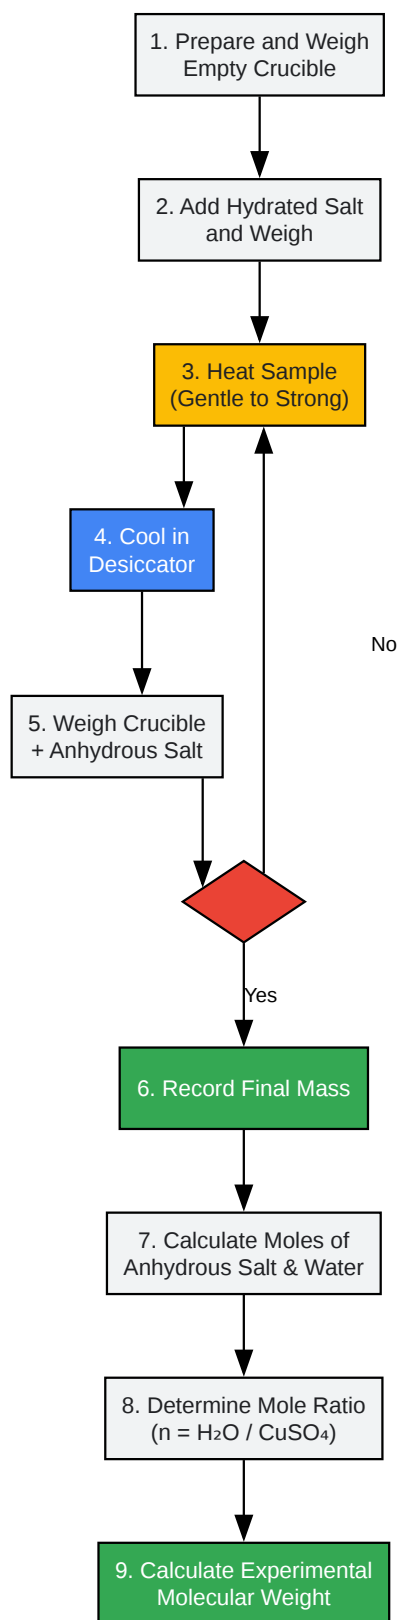 1. Prepare and Weigh
Empty Crucible
2. Add Hydrated Salt
and Weigh
3. Heat Sample
(Gentle to Strong)
4. Cool in
Desiccator
No
5. Weigh Crucible
+ Anhydrous Salt
Yes
6. Record Final Mass
7. Calculate Moles of
Anhydrous Salt & Water
8. Determine Mole Ratio
(n = H₂O / CuSO₄)
9. Calculate Experimental
Molecular Weight